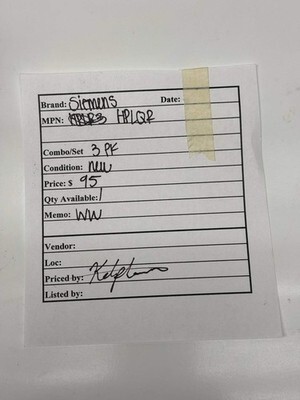 Brand: Siemens Date:
MPN: HPLQR
Combo/Set 3 PK
Condition: new
Price: $ 95
Qty Available: 1
Memo: WW
Vendor:
Loc:
Priced by:
Listed by: